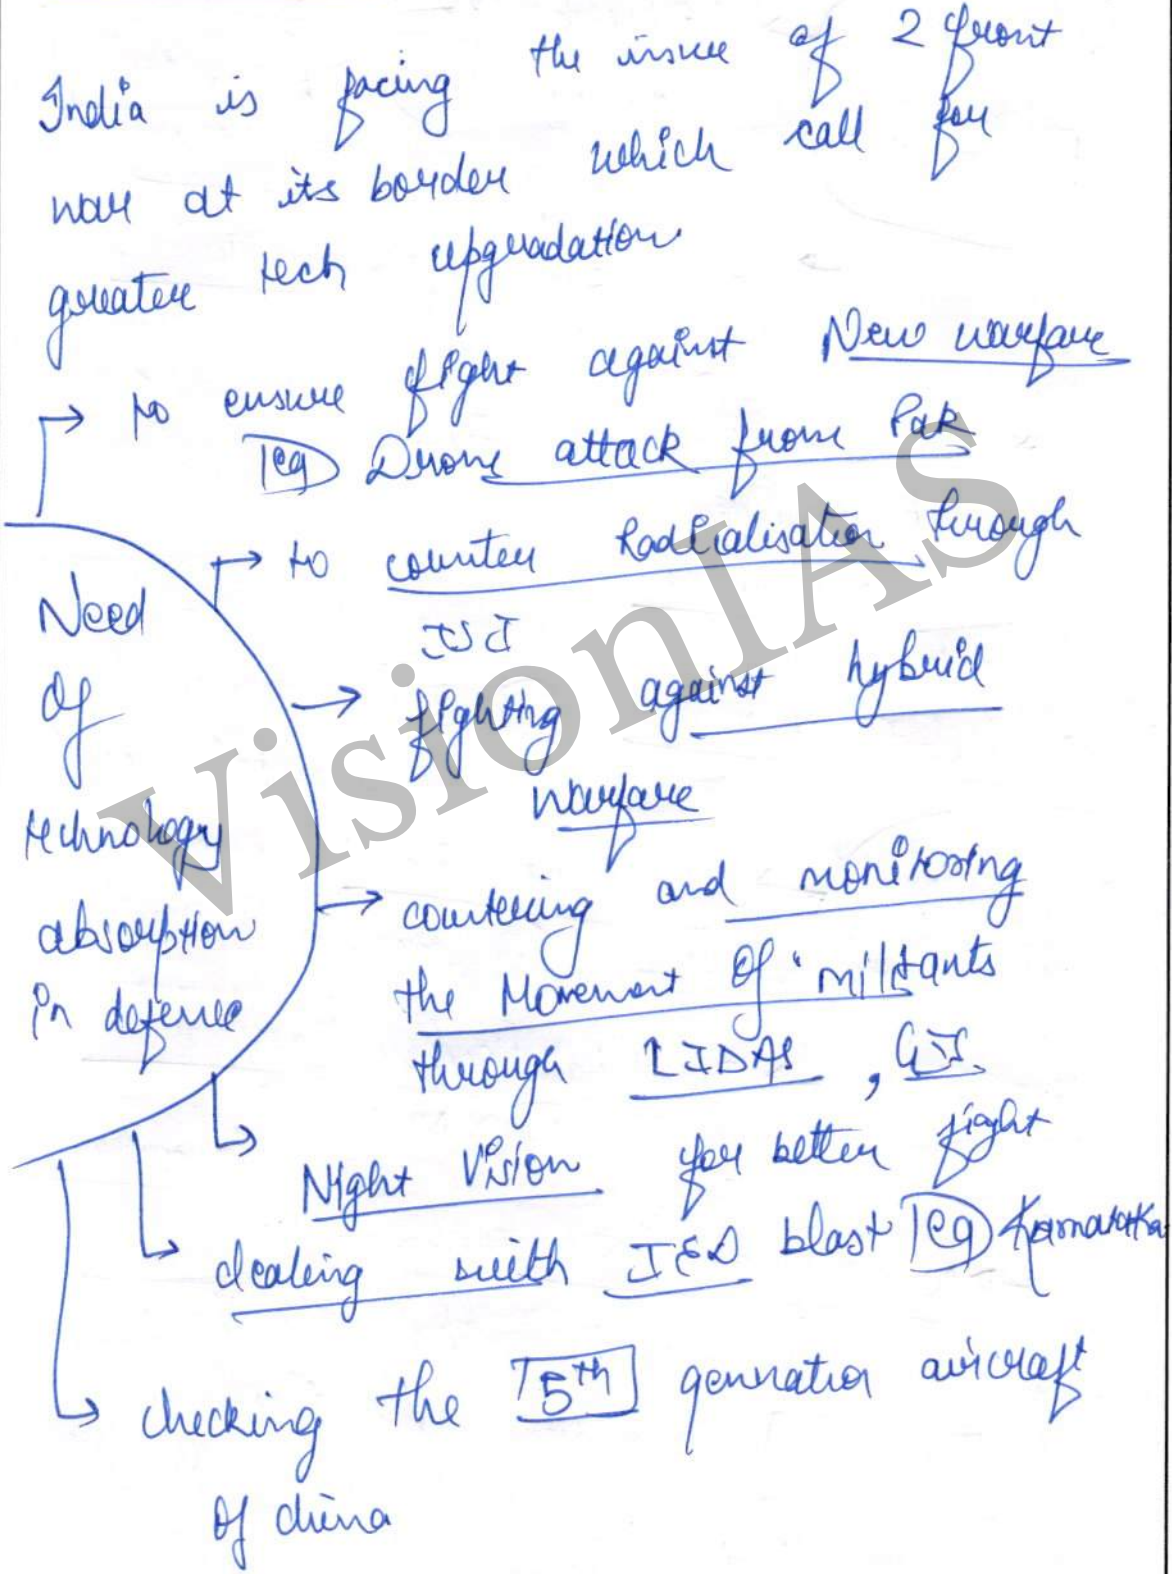 India is facing the issue of 2 front
war at its border which call for
greater tech upgradation
→ to ensure fight against New warfare
eg Drone attack from Pak
→ to counter Radicalisation through
ISI
→ fighting against hybrid
warfare
→ countering and monitoring
the Movement of militants
through LIDAS, GIS
→ Night Vision for better fight
→ dealing with IED blast eg Karnataka
→ checking the 5th generation aircraft
of china
Need
of
technology
absorption
in defense
VisionIAS